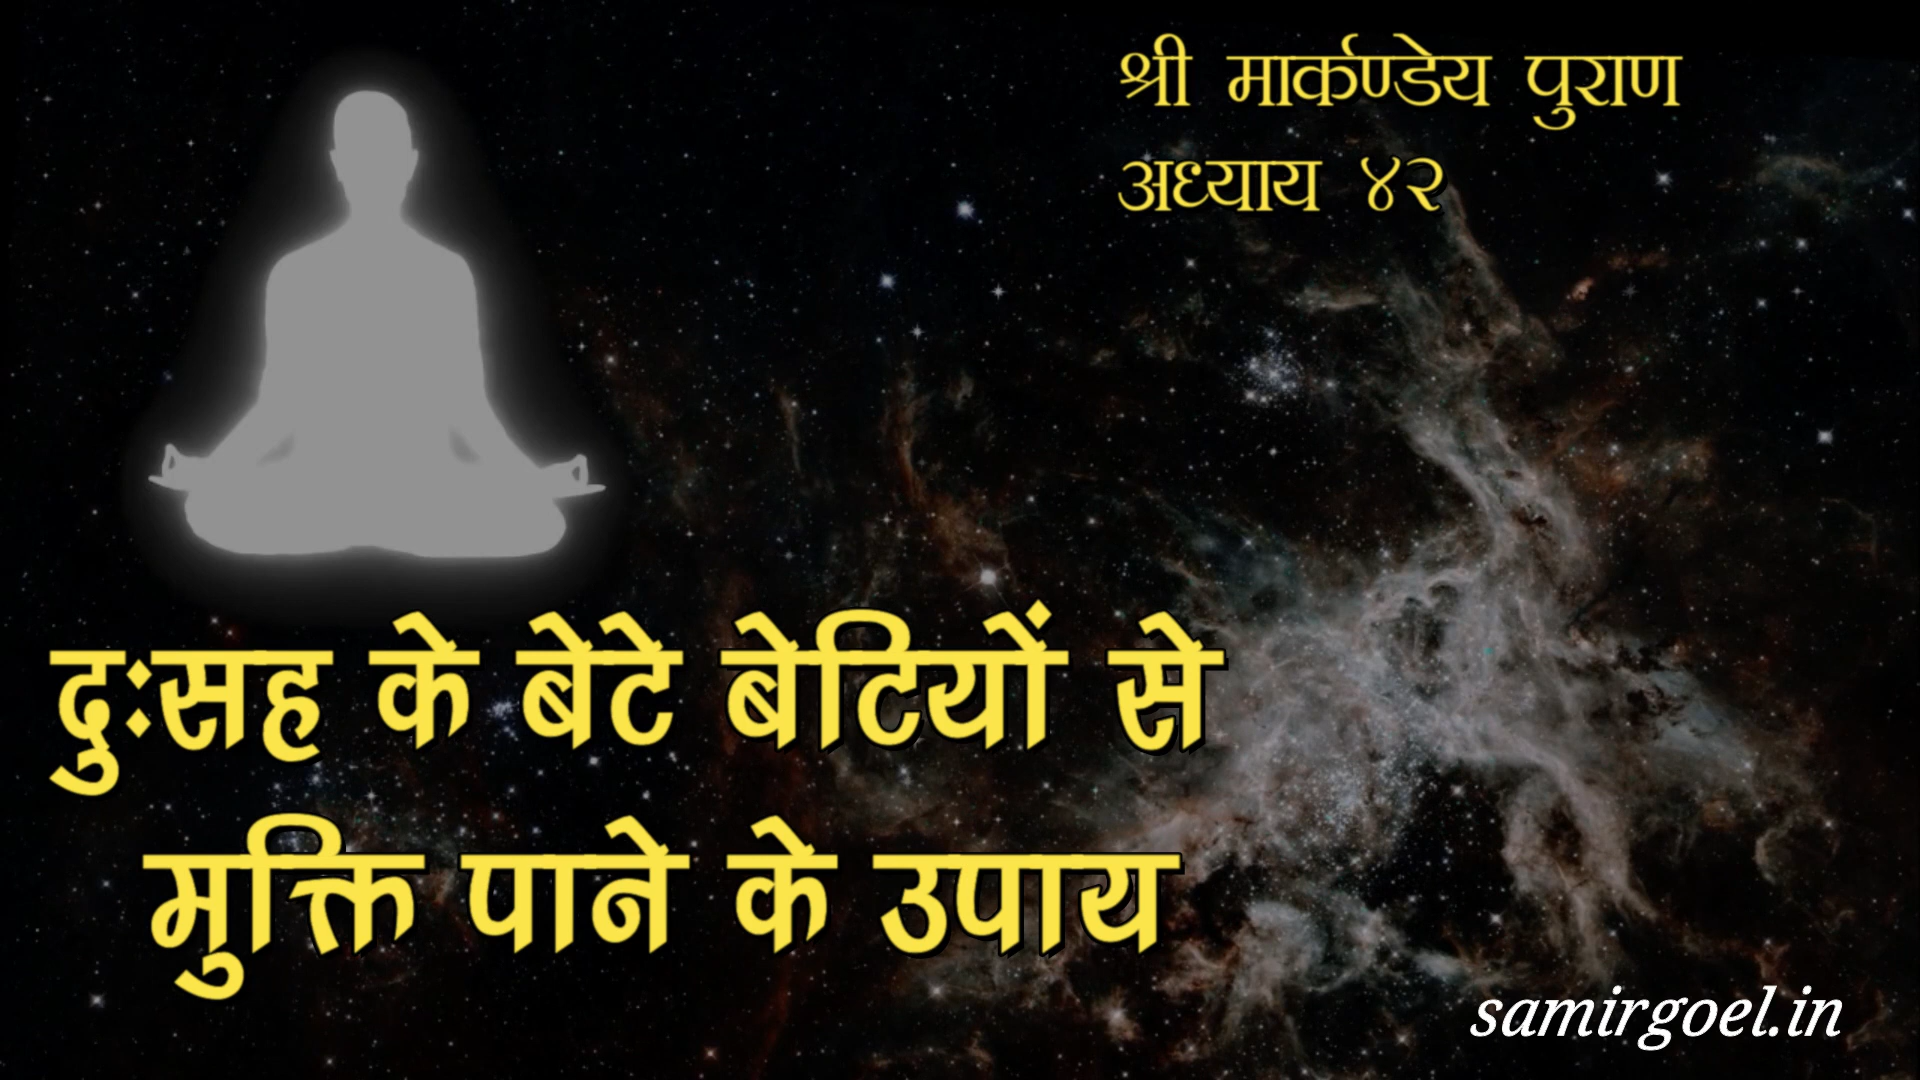 श्री मार्कण्डेय पुराण
अध्याय ४२
दुःसह के बेटे बेटियों से
मुक्ति पाने के उपाय
samirgoel.in